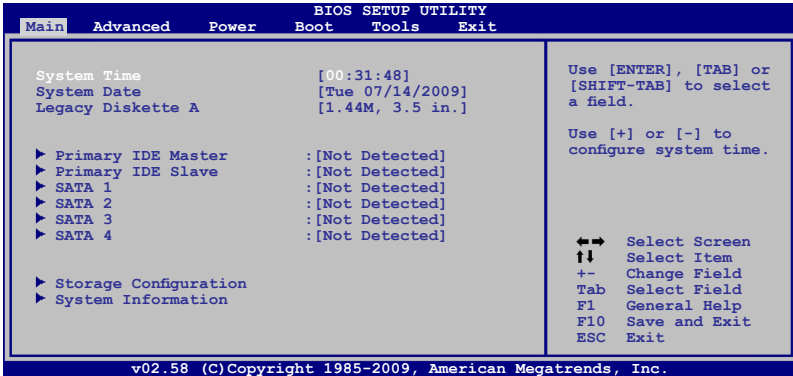 BIOS SETUP UTILITY
Main Advanced Power Boot Tools Exit
System Time [00:31:48]
System Date [Tue 07/14/2009]
Legacy Diskette A [1.44M, 3.5 in.]
Primary IDE Master :[Not Detected]
Primary IDE Slave :[Not Detected]
SATA 1 :[Not Detected]
SATA 2 :[Not Detected]
SATA 3 :[Not Detected]
SATA 4 :[Not Detected]
Storage Configuration
System Information
Use [ENTER], [TAB] or
[SHIFT-TAB] to select
a field.
Use [+] or [-] to
configure system time.
←→ Select Screen
↑↓ Select Item
+- Change Field
Tab Select Field
F1 General Help
F10 Save and Exit
ESC Exit
v02.58 (C)Copyright 1985-2009, American Megatrends, Inc.